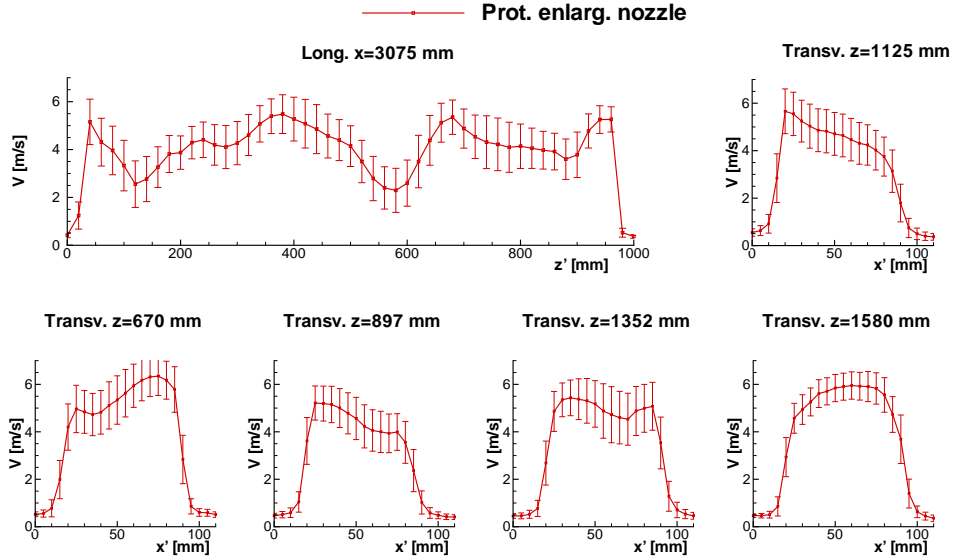 Prot. enlarg. nozzle
Long. x=3075 mm
Transv. z=1125 mm
V [m/s]
6
4
2
0
0 200 400 600 800 1000
z' [mm]
V [m/s]
6
4
2
0
0 50 100
x' [mm]
Transv. z=670 mm
Transv. z=897 mm
Transv. z=1352 mm
Transv. z=1580 mm
V [m/s]
6
4
2
0
0 50 100
x' [mm]
V [m/s]
6
4
2
0
0 50 100
x' [mm]
V [m/s]
6
4
2
0
0 50 100
x' [mm]
V [m/s]
6
4
2
0
0 50 100
x' [mm]